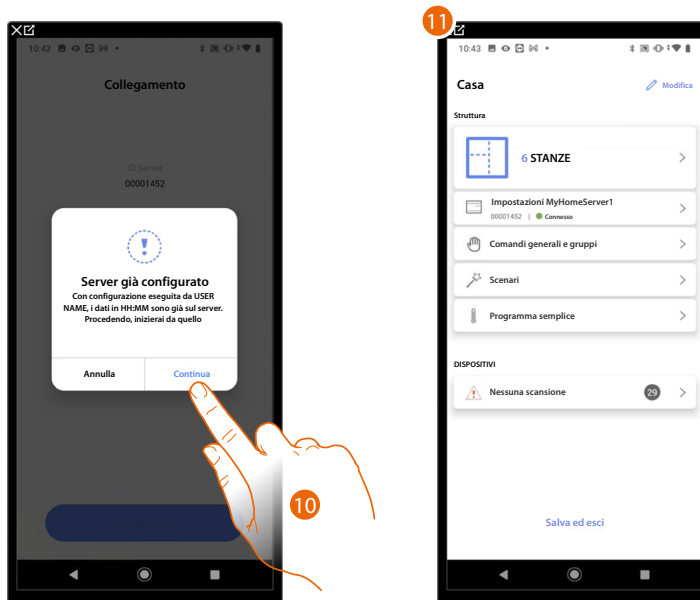 10:42
Collegamento
ID Server
00001452
Server già configurato
Con configurazione eseguita da USER
NAME, i dati in HH:MM sono già sul server.
Procedendo, inizierai da quello
Annulla
Continua
10
11
10:43
Casa
Modifica
Struttura
6 STANZE
Impostazioni MyHomeServer1
00001452 | Connesso
Comandi generali e gruppi
Scenari
Programma semplice
DISPOSITIVI
Nessuna scansione
29
Salva ed esci